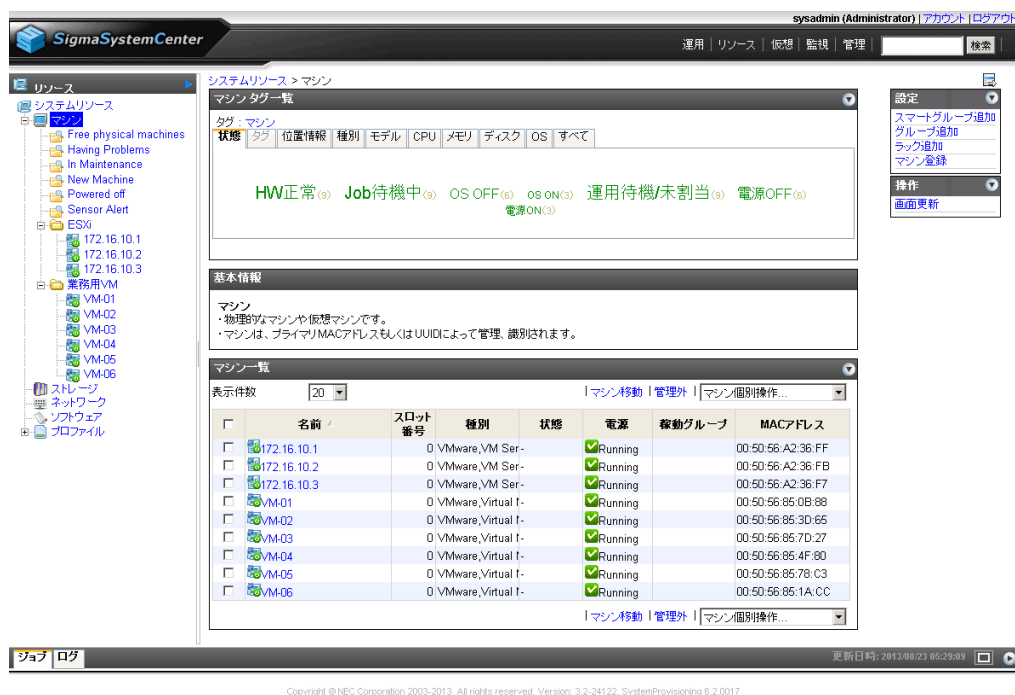 sysadmin (Administrator) | アカウント | ログアウト
SigmaSystemCenter
運用 | リソース | 仮想 | 監視 | 管理 | 検索
リソース
システムリソース
マシン
Free physical machines
Having Problems
In Maintenance
New Machine
Powered off
Sensor Alert
ESXi
172.16.10.1
172.16.10.2
172.16.10.3
業務用VM
VM-01
VM-02
VM-03
VM-04
VM-05
VM-06
ストレージ
ネットワーク
ソフトウェア
プロファイル
システムリソース > マシン
マシン タグ一覧
タグ : マシン
状態 タグ 位置情報 種別 モデル CPU メモリ ディスク OS すべて
HW正常(9) Job待機中(9) OS OFF(6) OS ON(3) 運用待機/未割当(9) 電源OFF(6)
電源ON(3)
基本情報
マシン
・物理的なマシンや仮想マシンです。
・マシンは、プライマリMACアドレスもしくはUUIDによって管理、識別されます。
マシン一覧
表示件数 20 | マシン移動 | 管理外 | マシン個別操作...
名前 スロット番号 種別 状態 電源 稼動グループ MACアドレス
172.16.10.1 0 VMware,VM Ser - Running 00:50:56:A2:36:FF
172.16.10.2 0 VMware,VM Ser - Running 00:50:56:A2:36:FB
172.16.10.3 0 VMware,VM Ser - Running 00:50:56:A2:36:F7
VM-01 0 VMware,Virtual - Running 00:50:56:85:0B:88
VM-02 0 VMware,Virtual - Running 00:50:56:85:3D:65
VM-03 0 VMware,Virtual - Running 00:50:56:85:7D:27
VM-04 0 VMware,Virtual - Running 00:50:56:85:4F:80
VM-05 0 VMware,Virtual - Running 00:50:56:85:78:C3
VM-06 0 VMware,Virtual - Running 00:50:56:85:1A:CC
| マシン移動 | 管理外 | マシン個別操作...
設定
スマートグループ追加
グループ追加
ラック追加
マシン登録
操作
画面更新
ジョブ ログ
更新日時: 2013/08/23 05:29:09
Copyright © NEC Corporation 2003-2013. All rights reserved. Version: 3.2-24122. SystemProvisioning 6.2.0017